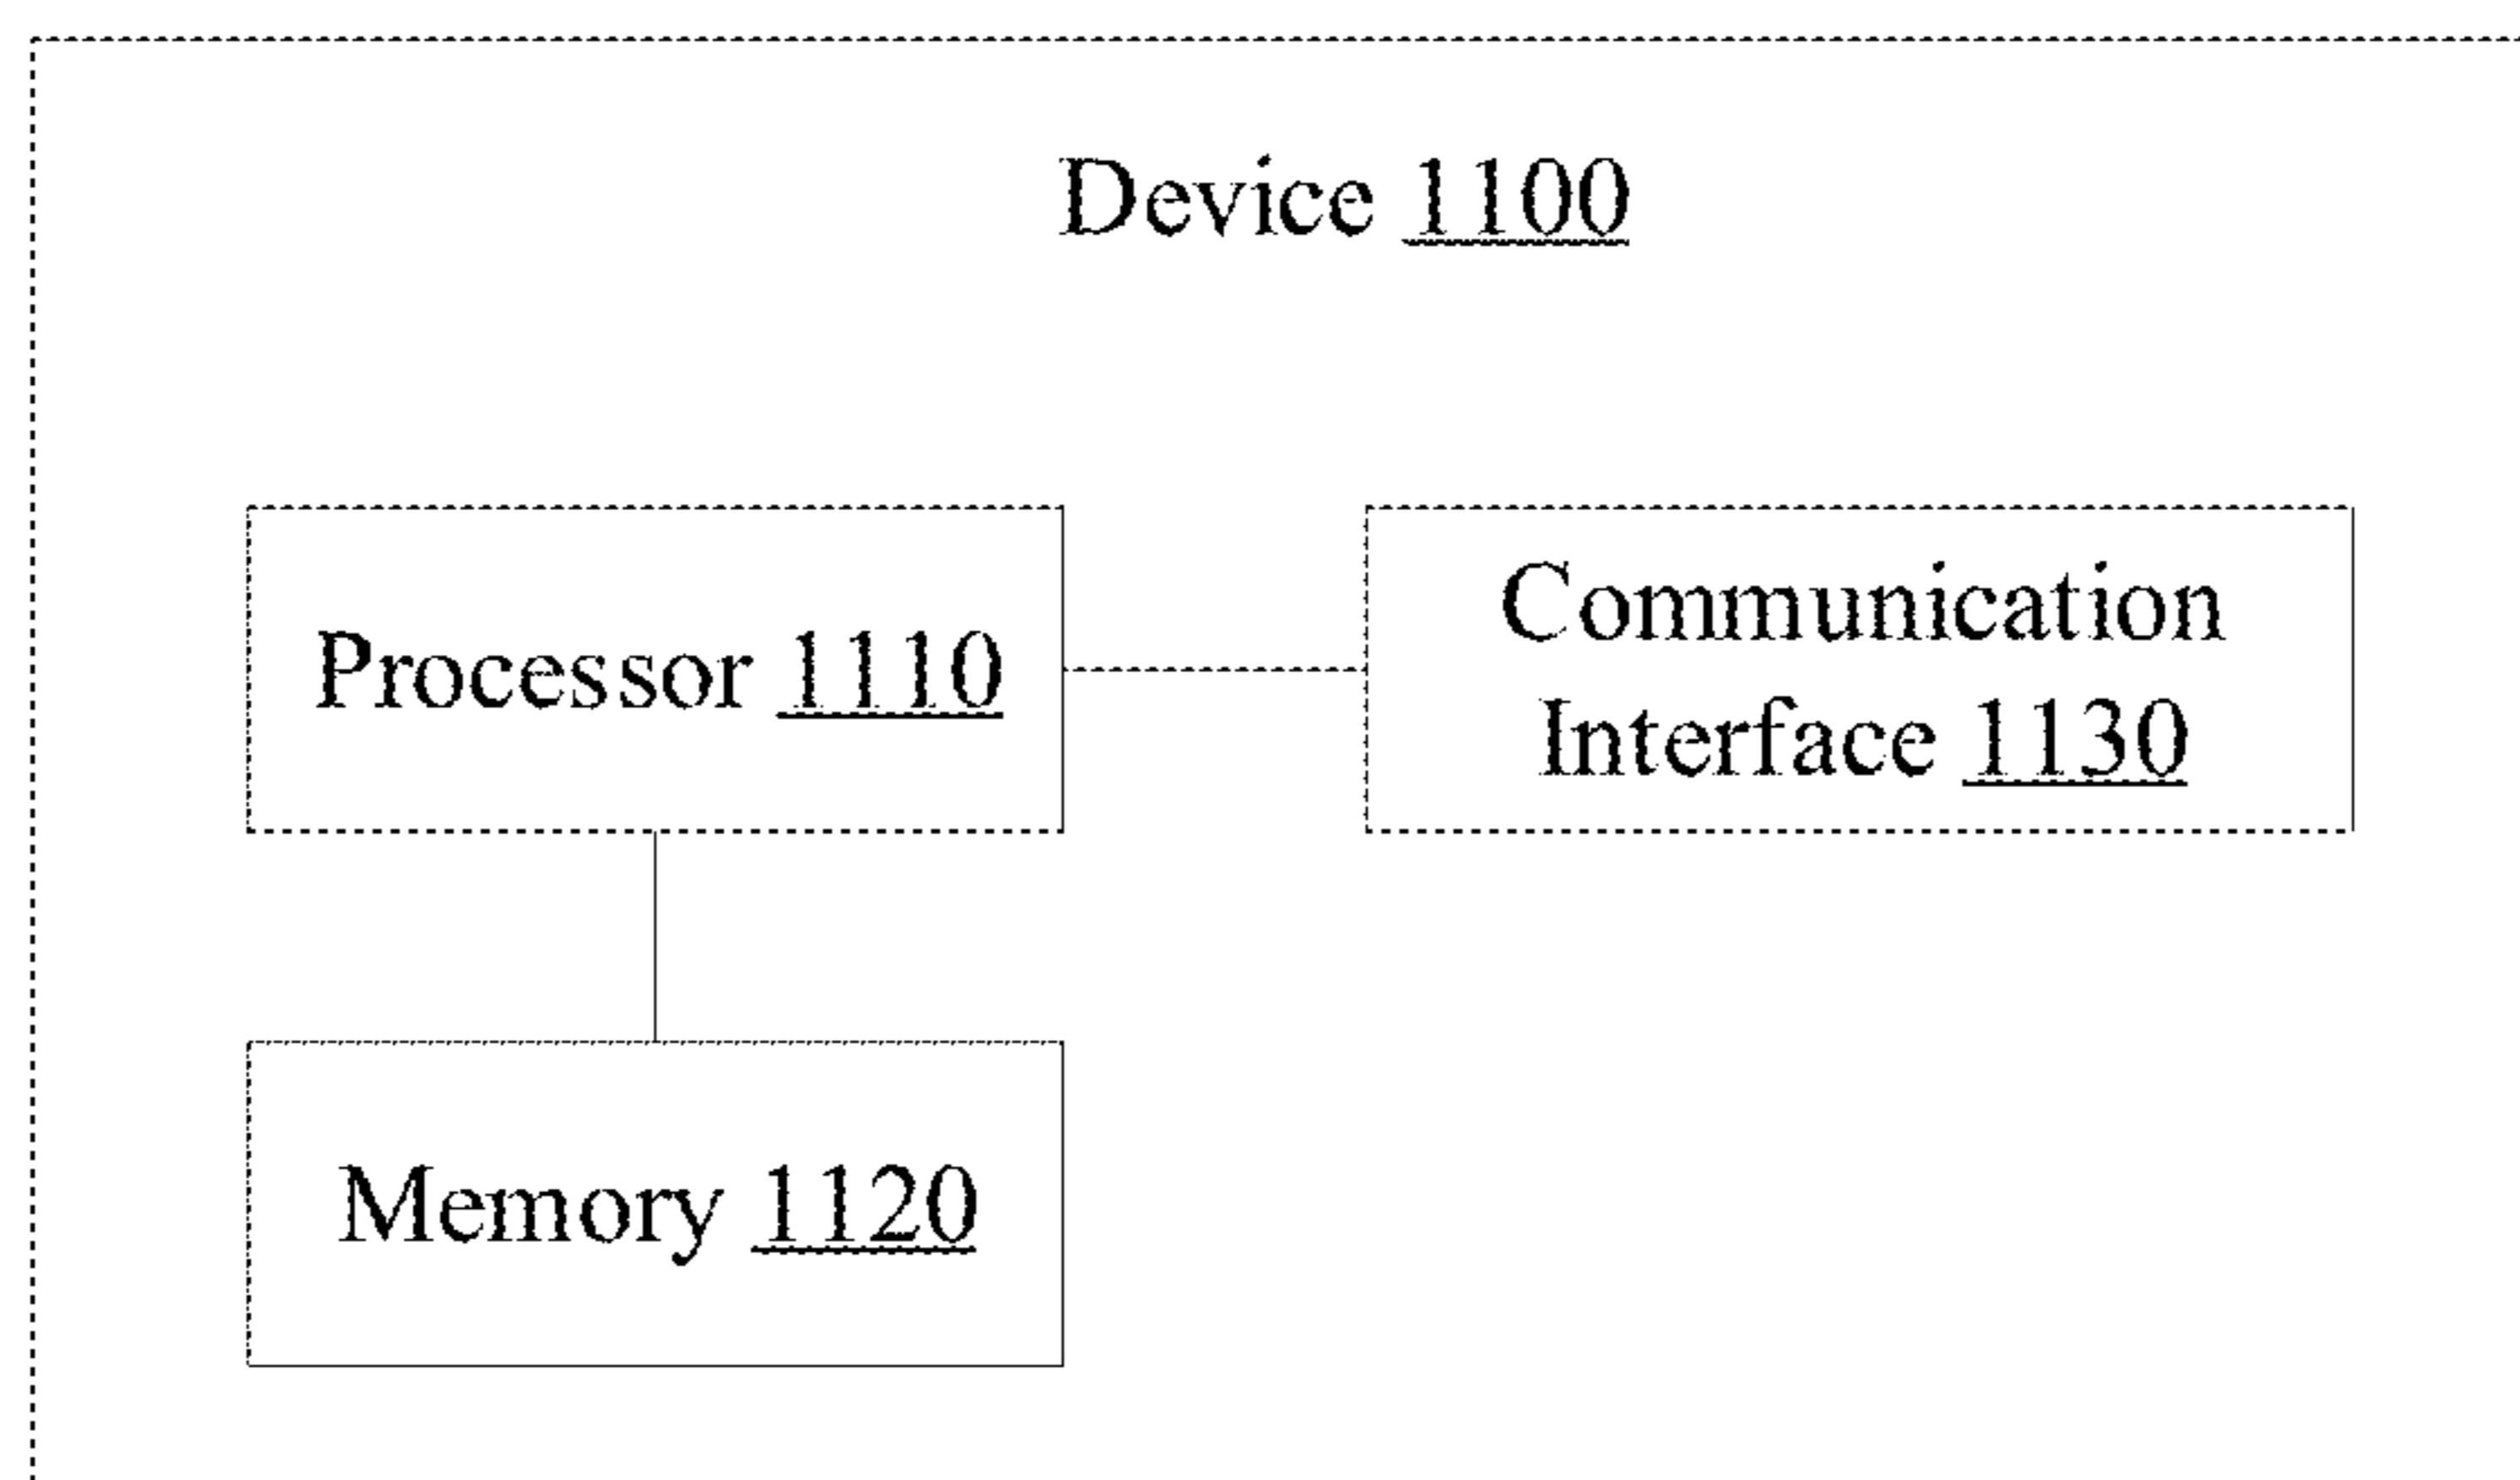 Device 1100
Processor 1110
Communication
Interface 1130
Memory 1120